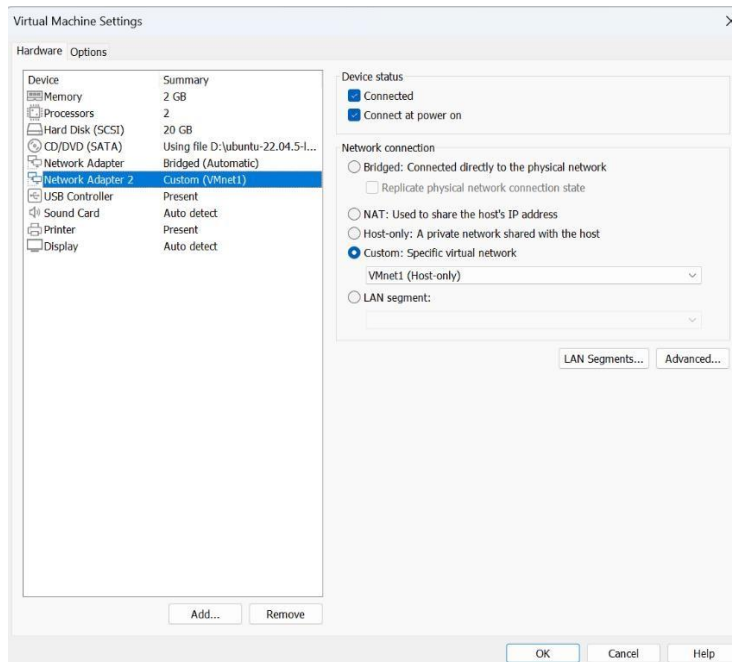 Virtual Machine Settings
Hardware Options
Device Summary
Memory 2 GB
Processors 2
Hard Disk (SCSI) 20 GB
CD/DVD (SATA) Using file D:\ubuntu-22.04.5-l...
Network Adapter Bridged (Automatic)
Network Adapter 2 Custom (VMnet1)
USB Controller Present
Sound Card Auto detect
Printer Present
Display Auto detect
Add... Remove
Device status
Connected
Connect at power on
Network connection
Bridged: Connected directly to the physical network
Replicate physical network connection state
NAT: Used to share the host's IP address
Host-only: A private network shared with the host
Custom: Specific virtual network
VMnet1 (Host-only)
LAN segment:
LAN Segments... Advanced...
OK Cancel Help